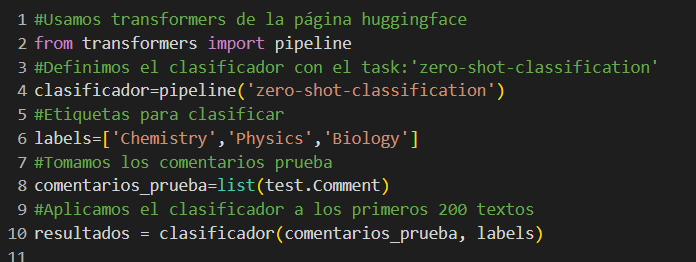 1 #Usamos transformers de la página huggingface
2 from transformers import pipeline
3 #Definimos el clasificador con el task:'zero-shot-classification'
4 clasificador=pipeline('zero-shot-classification')
5 #Etiquetas para clasificar
6 labels=['Chemistry','Physics','Biology']
7 #Tomamos los comentarios prueba
8 comentarios_prueba=list(test.Comment)
9 #Aplicamos el clasificador a los primeros 200 textos
10 resultados = clasificador(comentarios_prueba, labels)
11